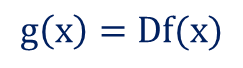 g(x) = Df(x)